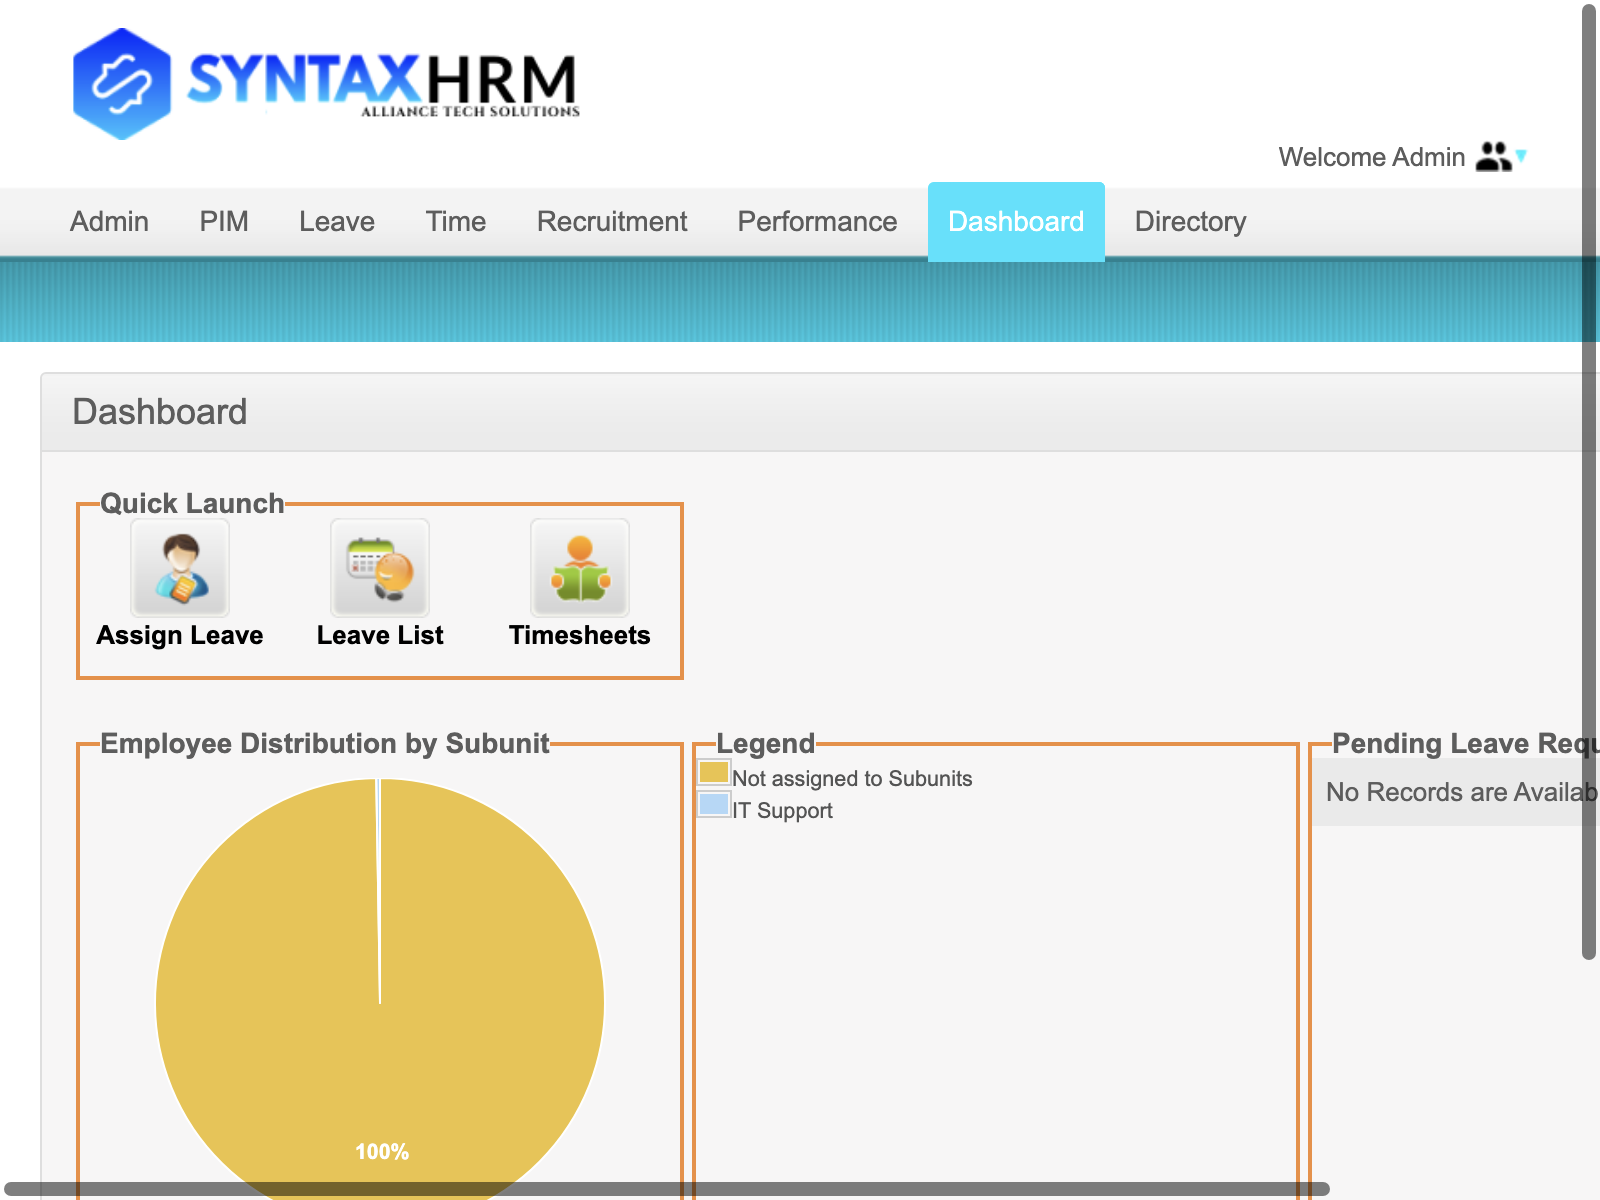 SYNTAXHRM
ALLIANCE TECH SOLUTIONS
Welcome Admin
Admin PIM Leave Time Recruitment Performance Dashboard Directory
Dashboard
Quick Launch
Assign Leave Leave List Timesheets
Employee Distribution by Subunit
100%
Legend
Not assigned to Subunits
IT Support
Pending Leave Requ
No Records are Availab